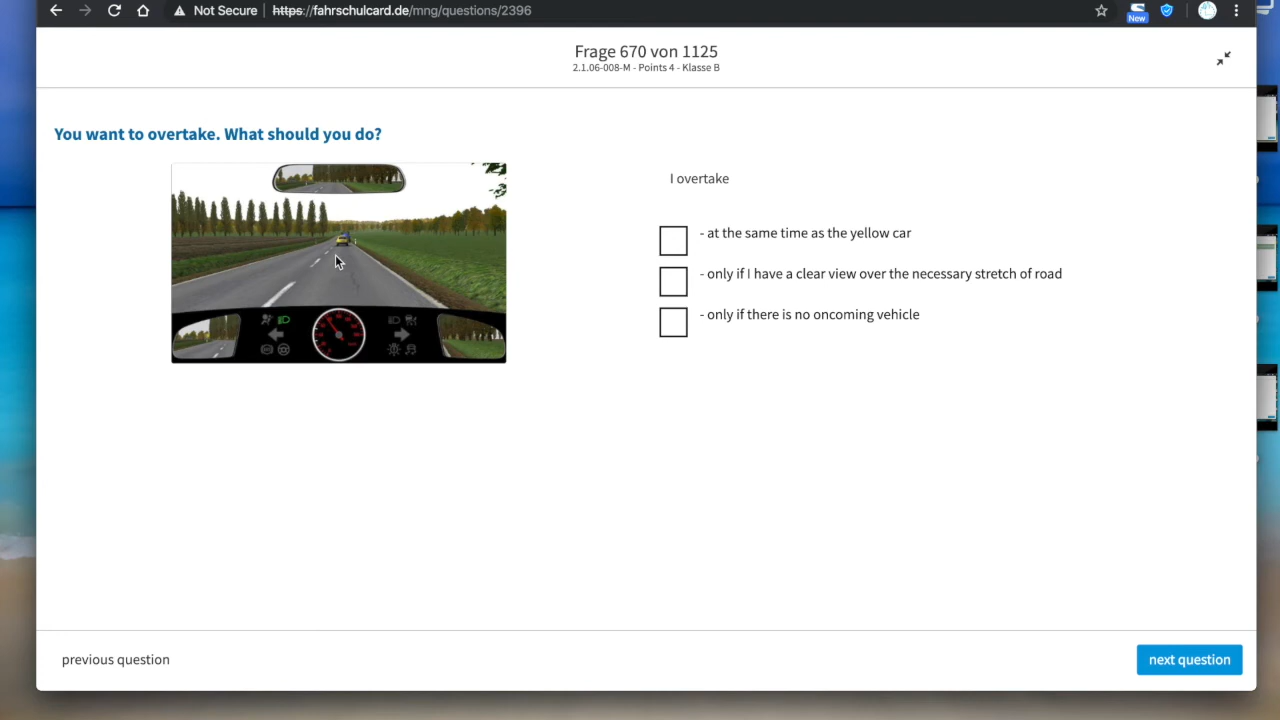 Not Secure https://fahrschulcard.de/mng/questions/2396
New
Frage 670 von 1125
2.1.06-008-M - Points 4 - Klasse B
You want to overtake. What should you do?
I overtake
- at the same time as the yellow car
- only if I have a clear view over the necessary stretch of road
- only if there is no oncoming vehicle
previous question
next question